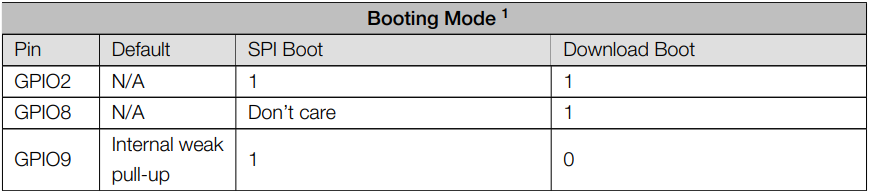 Booting Mode 1
Pin Default SPI Boot Download Boot
GPIO2 N/A 1 1
GPIO8 N/A Don’t care 1
GPIO9 Internal weak pull-up 1 0